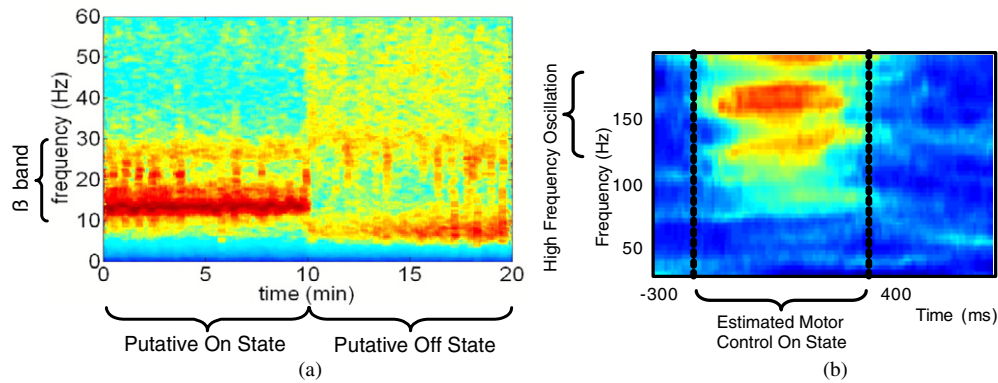 60
50
40
30
20
10
0
frequency (Hz)
ß band
0
5
10
15
20
time (min)
Putative On State
Putative Off State
(a)
High Frequency Oscillation
Frequency (Hz)
150
100
50
-300
400
Time (ms)
Estimated Motor
Control On State
(b)